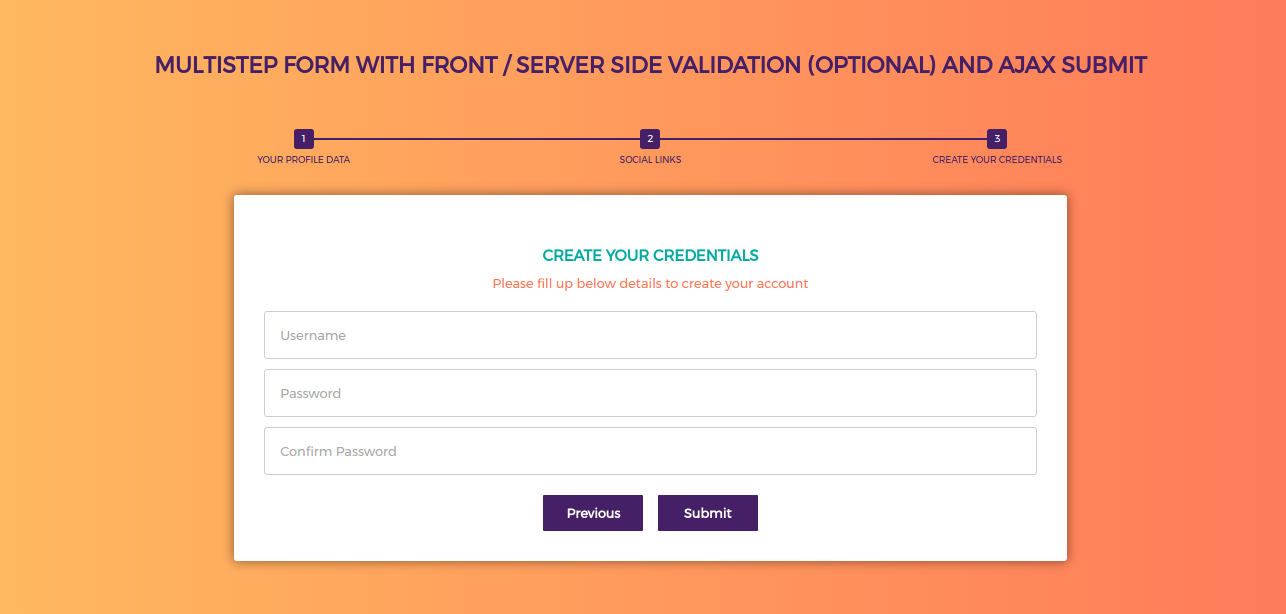 MULTISTEP FORM WITH FRONT / SERVER SIDE VALIDATION (OPTIONAL) AND AJAX SUBMIT
1
2
3
YOUR PROFILE DATA
SOCIAL LINKS
CREATE YOUR CREDENTIALS
CREATE YOUR CREDENTIALS
Please fill up below details to create your account
Username
Password
Confirm Password
Previous
Submit